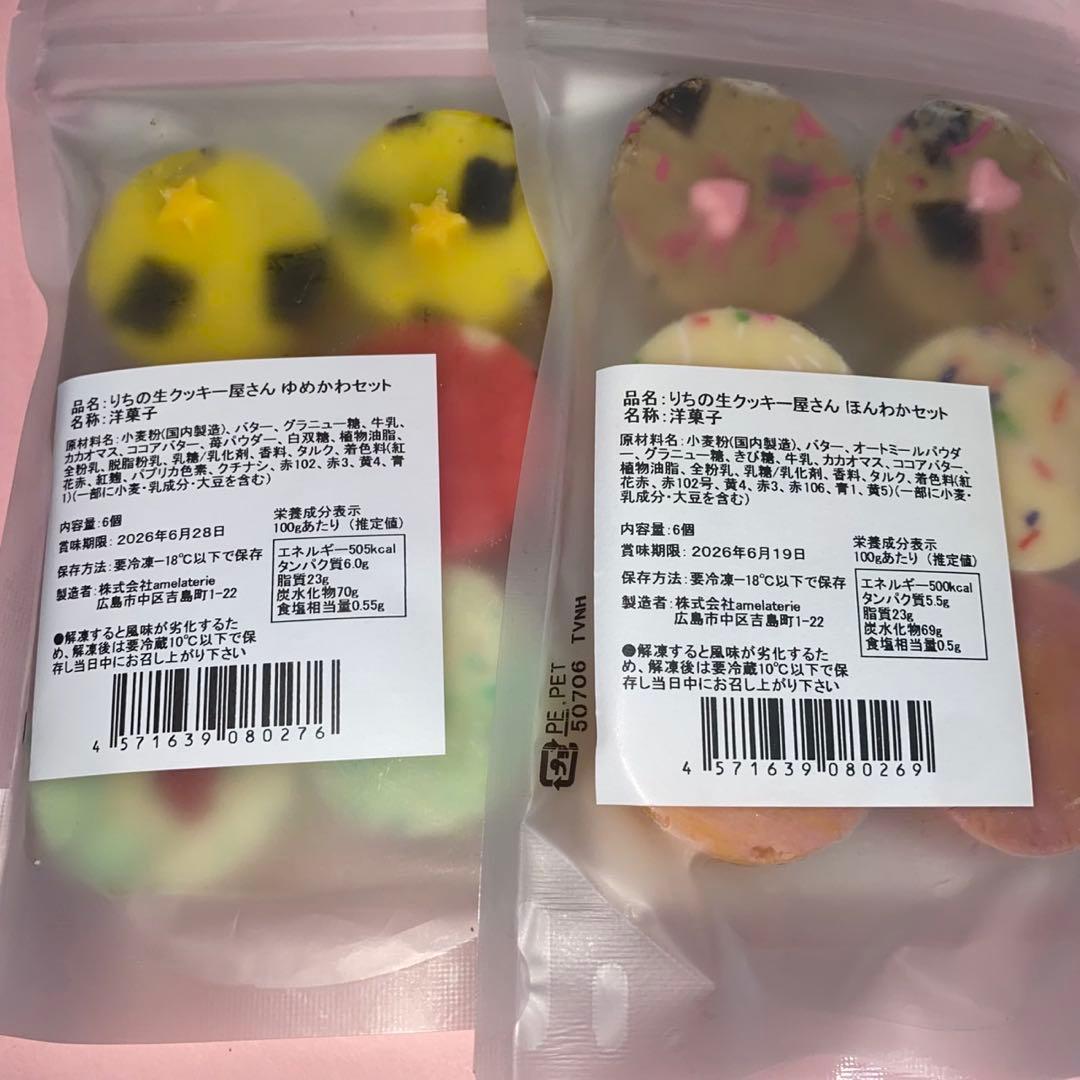 品名:りちの生クッキー屋さん ゆめかわセット
名称:洋菓子
原材料名:小麦粉(国内製造)、バター、グラニュー糖、牛乳、
カカオマス、ココアバター、苺パウダー、白双糖、植物油脂、
全粉乳、脱脂粉乳、乳糖/乳化剤、香料、タルク、着色料(紅
花赤、紅麹、パプリカ色素、クチナシ、赤102、赤3、黄4、青
1)(一部に小麦・乳成分・大豆を含む)
内容量:6個
賞味期限: 2026年6月28日
保存方法:要冷凍−18℃以下で保存
製造者:株式会社amelaterie
広島市中区吉島町1-22
栄養成分表示
100gあたり(推定値)
エネルギー505kcal
タンパク質6.0g
脂質23g
炭水化物70g
食塩相当量0.55g
●解凍すると風味が劣化するた
め、解凍後は要冷蔵10℃以下で保
存し当日中にお召し上がり下さい
4 571639 080276
品名:りちの生クッキー屋さん ほんわかセット
名称:洋菓子
原材料名:小麦粉(国内製造)、バター、オートミールパウダ
ー、グラニュー糖、きび糖、牛乳、カカオマス、ココアバター、
植物油脂、全粉乳、乳糖/乳化剤、香料、タルク、着色料(紅
花赤、赤102号、黄4、赤3、赤106、青1、黄5)(一部に小麦・
乳成分・大豆を含む)
内容量:6個
賞味期限: 2026年6月19日
保存方法:要冷凍−18℃以下で保存
製造者:株式会社amelaterie
広島市中区吉島町1-22
栄養成分表示
100gあたり(推定値)
エネルギー500kcal
タンパク質5.5g
脂質23g
炭水化物69g
食塩相当量0.5g
●解凍すると風味が劣化するた
め、解凍後は要冷蔵10℃以下で保
存し当日中にお召し上がり下さい
4 571639 080269
プラ PE,PET
50706 TVNH